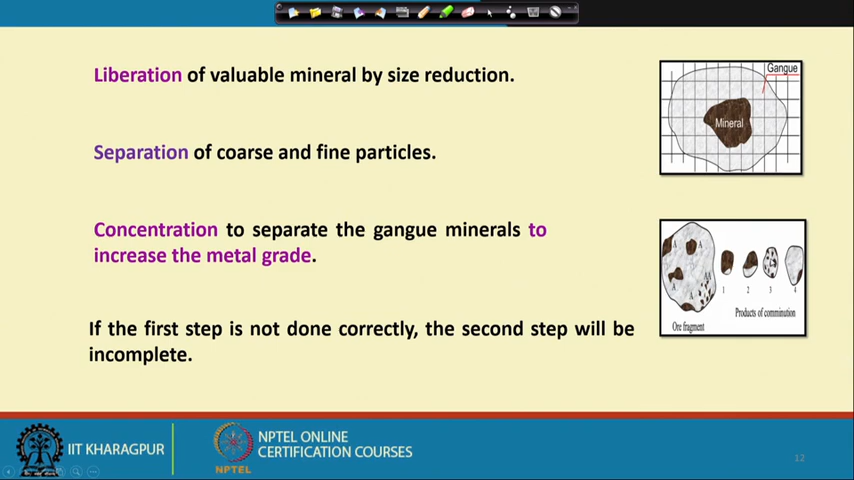 Liberation of valuable mineral by size reduction.
Gangue
Mineral
Separation of coarse and fine particles.
Concentration to separate the gangue minerals to
increase the metal grade.
A
A
A
A
A
1
2
3
4
Products of comminution
Ore fragment
If the first step is not done correctly, the second step will be
incomplete.
IIT KHARAGPUR
NPTEL
NPTEL ONLINE
CERTIFICATION COURSES
12